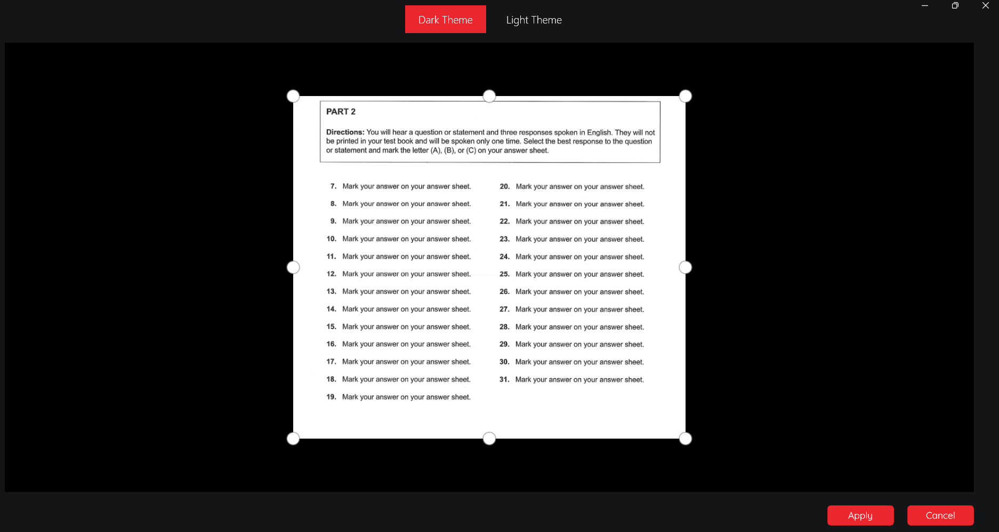 Dark Theme
Light Theme
PART 2
Directions: You will hear a question or statement and three responses spoken in English. They will not
be printed in your test book and will be spoken only one time. Select the best response to the question
or statement and mark the letter (A), (B), or (C) on your answer sheet.
7. Mark your answer on your answer sheet.
8. Mark your answer on your answer sheet.
9. Mark your answer on your answer sheet.
10. Mark your answer on your answer sheet.
11. Mark your answer on your answer sheet.
12. Mark your answer on your answer sheet.
13. Mark your answer on your answer sheet.
14. Mark your answer on your answer sheet.
15. Mark your answer on your answer sheet.
16. Mark your answer on your answer sheet.
17. Mark your answer on your answer sheet.
18. Mark your answer on your answer sheet.
19. Mark your answer on your answer sheet.
20. Mark your answer on your answer sheet.
21. Mark your answer on your answer sheet.
22. Mark your answer on your answer sheet.
23. Mark your answer on your answer sheet.
24. Mark your answer on your answer sheet.
25. Mark your answer on your answer sheet.
26. Mark your answer on your answer sheet.
27. Mark your answer on your answer sheet.
28. Mark your answer on your answer sheet.
29. Mark your answer on your answer sheet.
30. Mark your answer on your answer sheet.
31. Mark your answer on your answer sheet.
Apply
Cancel